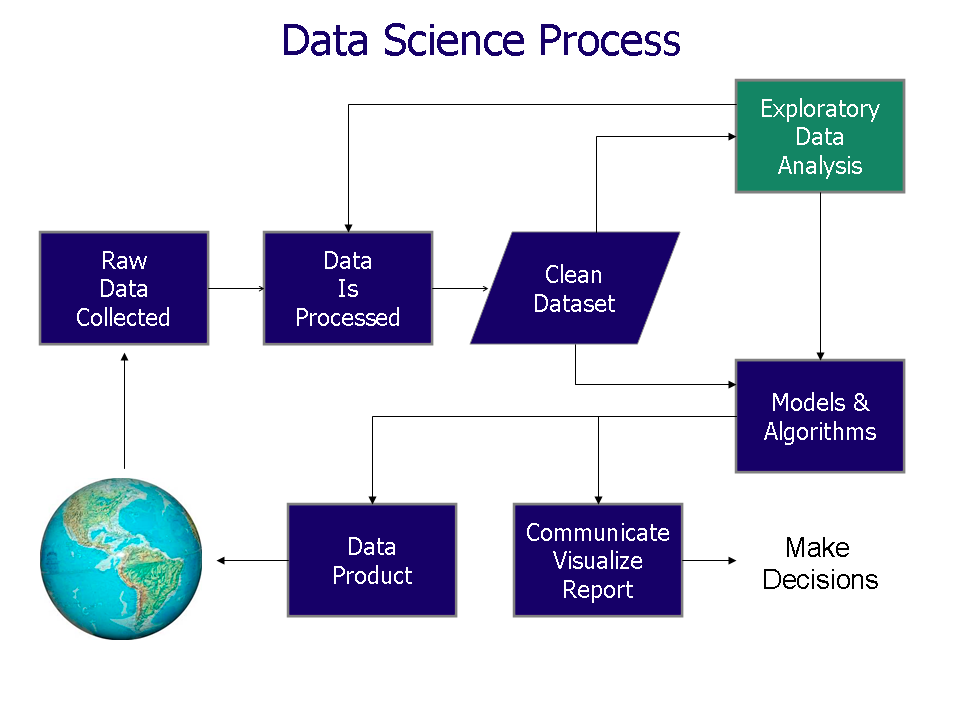 Data Science Process
Exploratory
Data
Analysis
Raw
Data
Collected
Data
Is
Processed
Clean
Dataset
Models &
Algorithms
Data
Product
Communicate
Visualize
Report
Make
Decisions